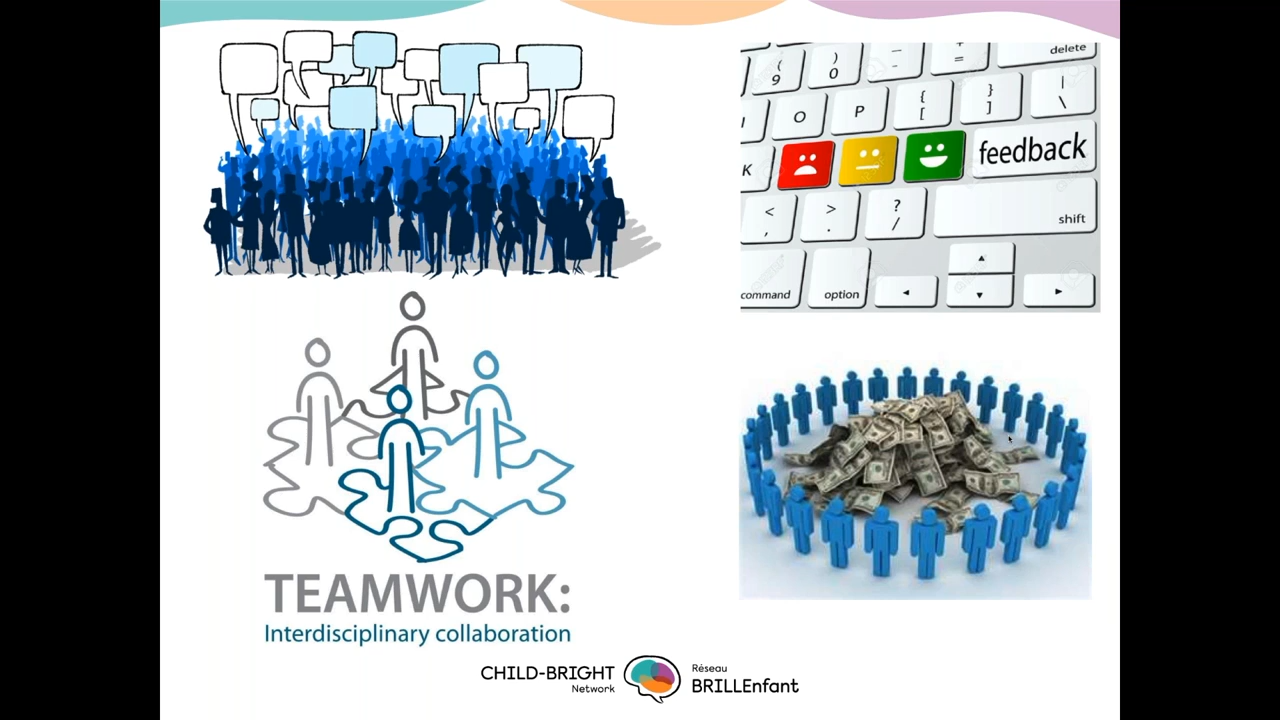 delete
( 9
) 0
_ -
+ =
I
O
P
{ [
} ]
| \
K
feedback
< ,
> .
? /
shift
command
option
TEAMWORK:
Interdisciplinary collaboration
CHILD-BRIGHT
Network
Réseau
BRILLEnfant